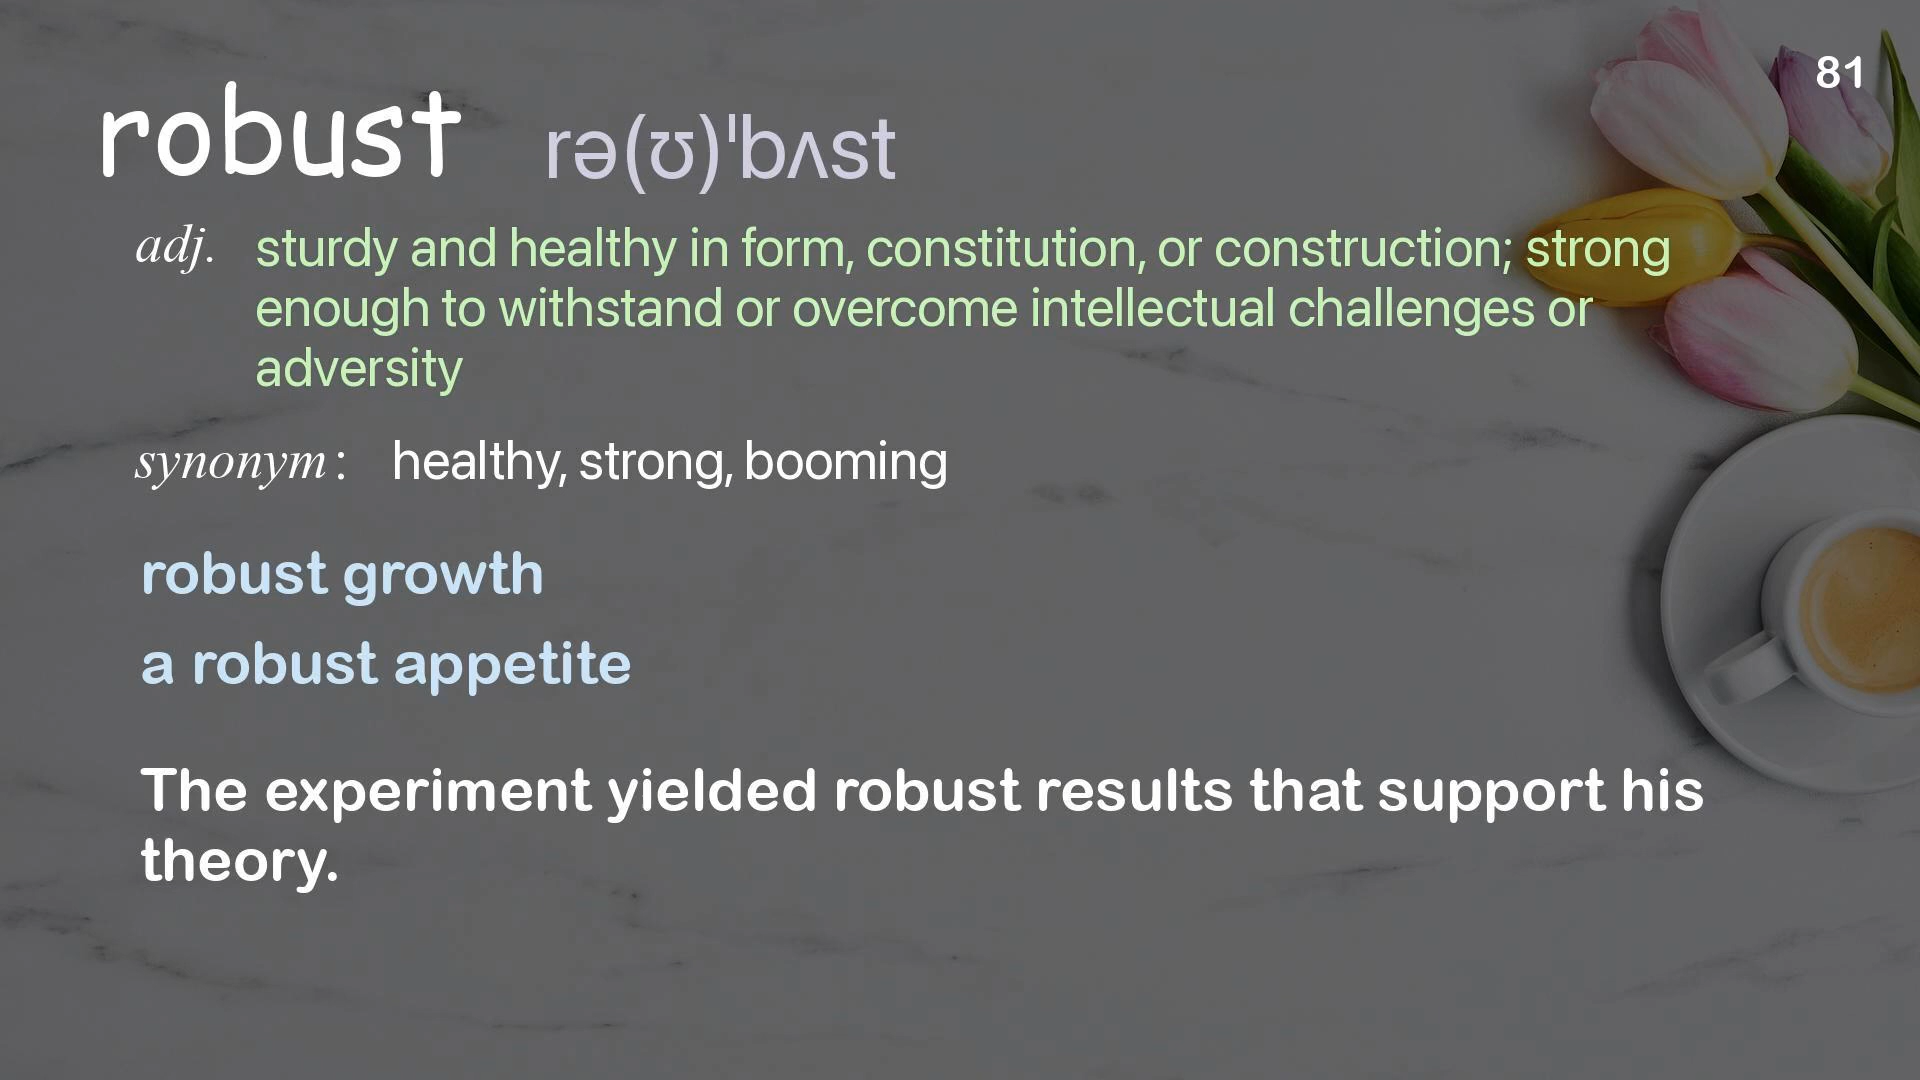 81
robust rə(ʊ)ˈbʌst
adj. sturdy and healthy in form, constitution, or construction; strong
enough to withstand or overcome intellectual challenges or
adversity
synonym: healthy, strong, booming
robust growth
a robust appetite
The experiment yielded robust results that support his
theory.